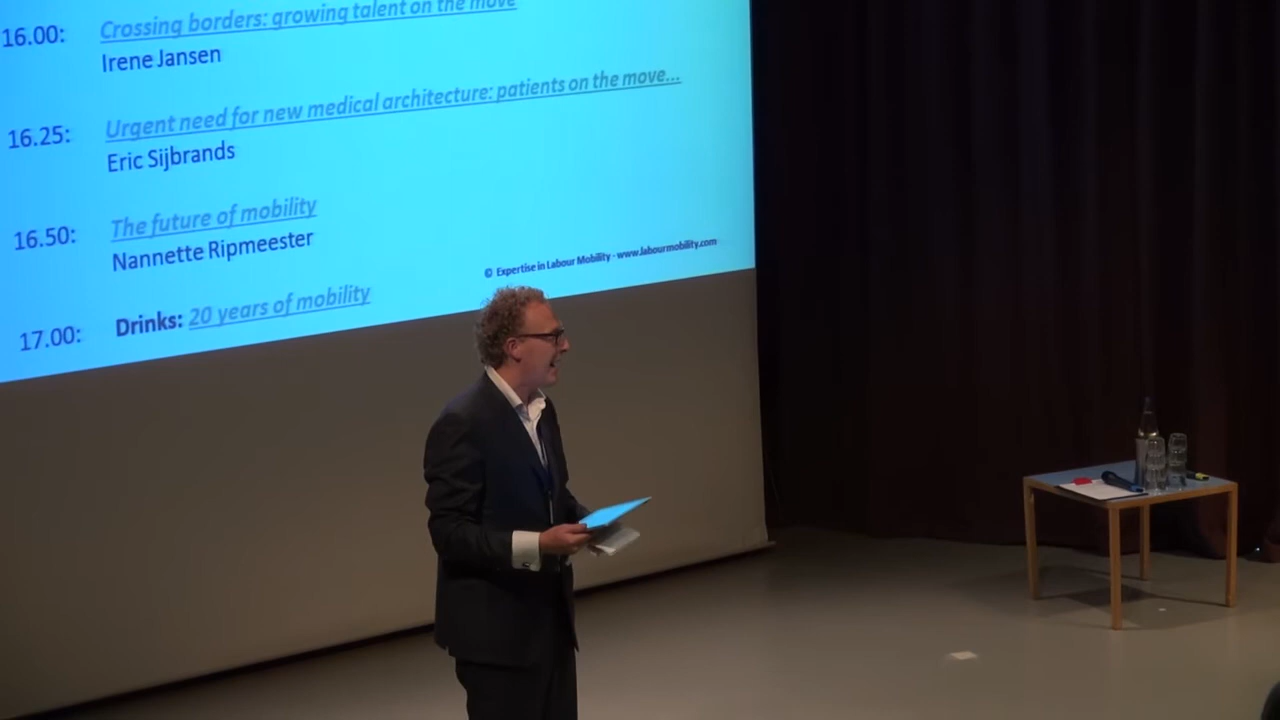 16.00: Crossing borders: growing talent on the move
Irene Jansen
16.25: Urgent need for new medical architecture: patients on the move...
Eric Sijbrands
16.50: The future of mobility
Nannette Ripmeester
© Expertise in Labour Mobility - www.labourmobility.com
17.00: Drinks: 20 years of mobility